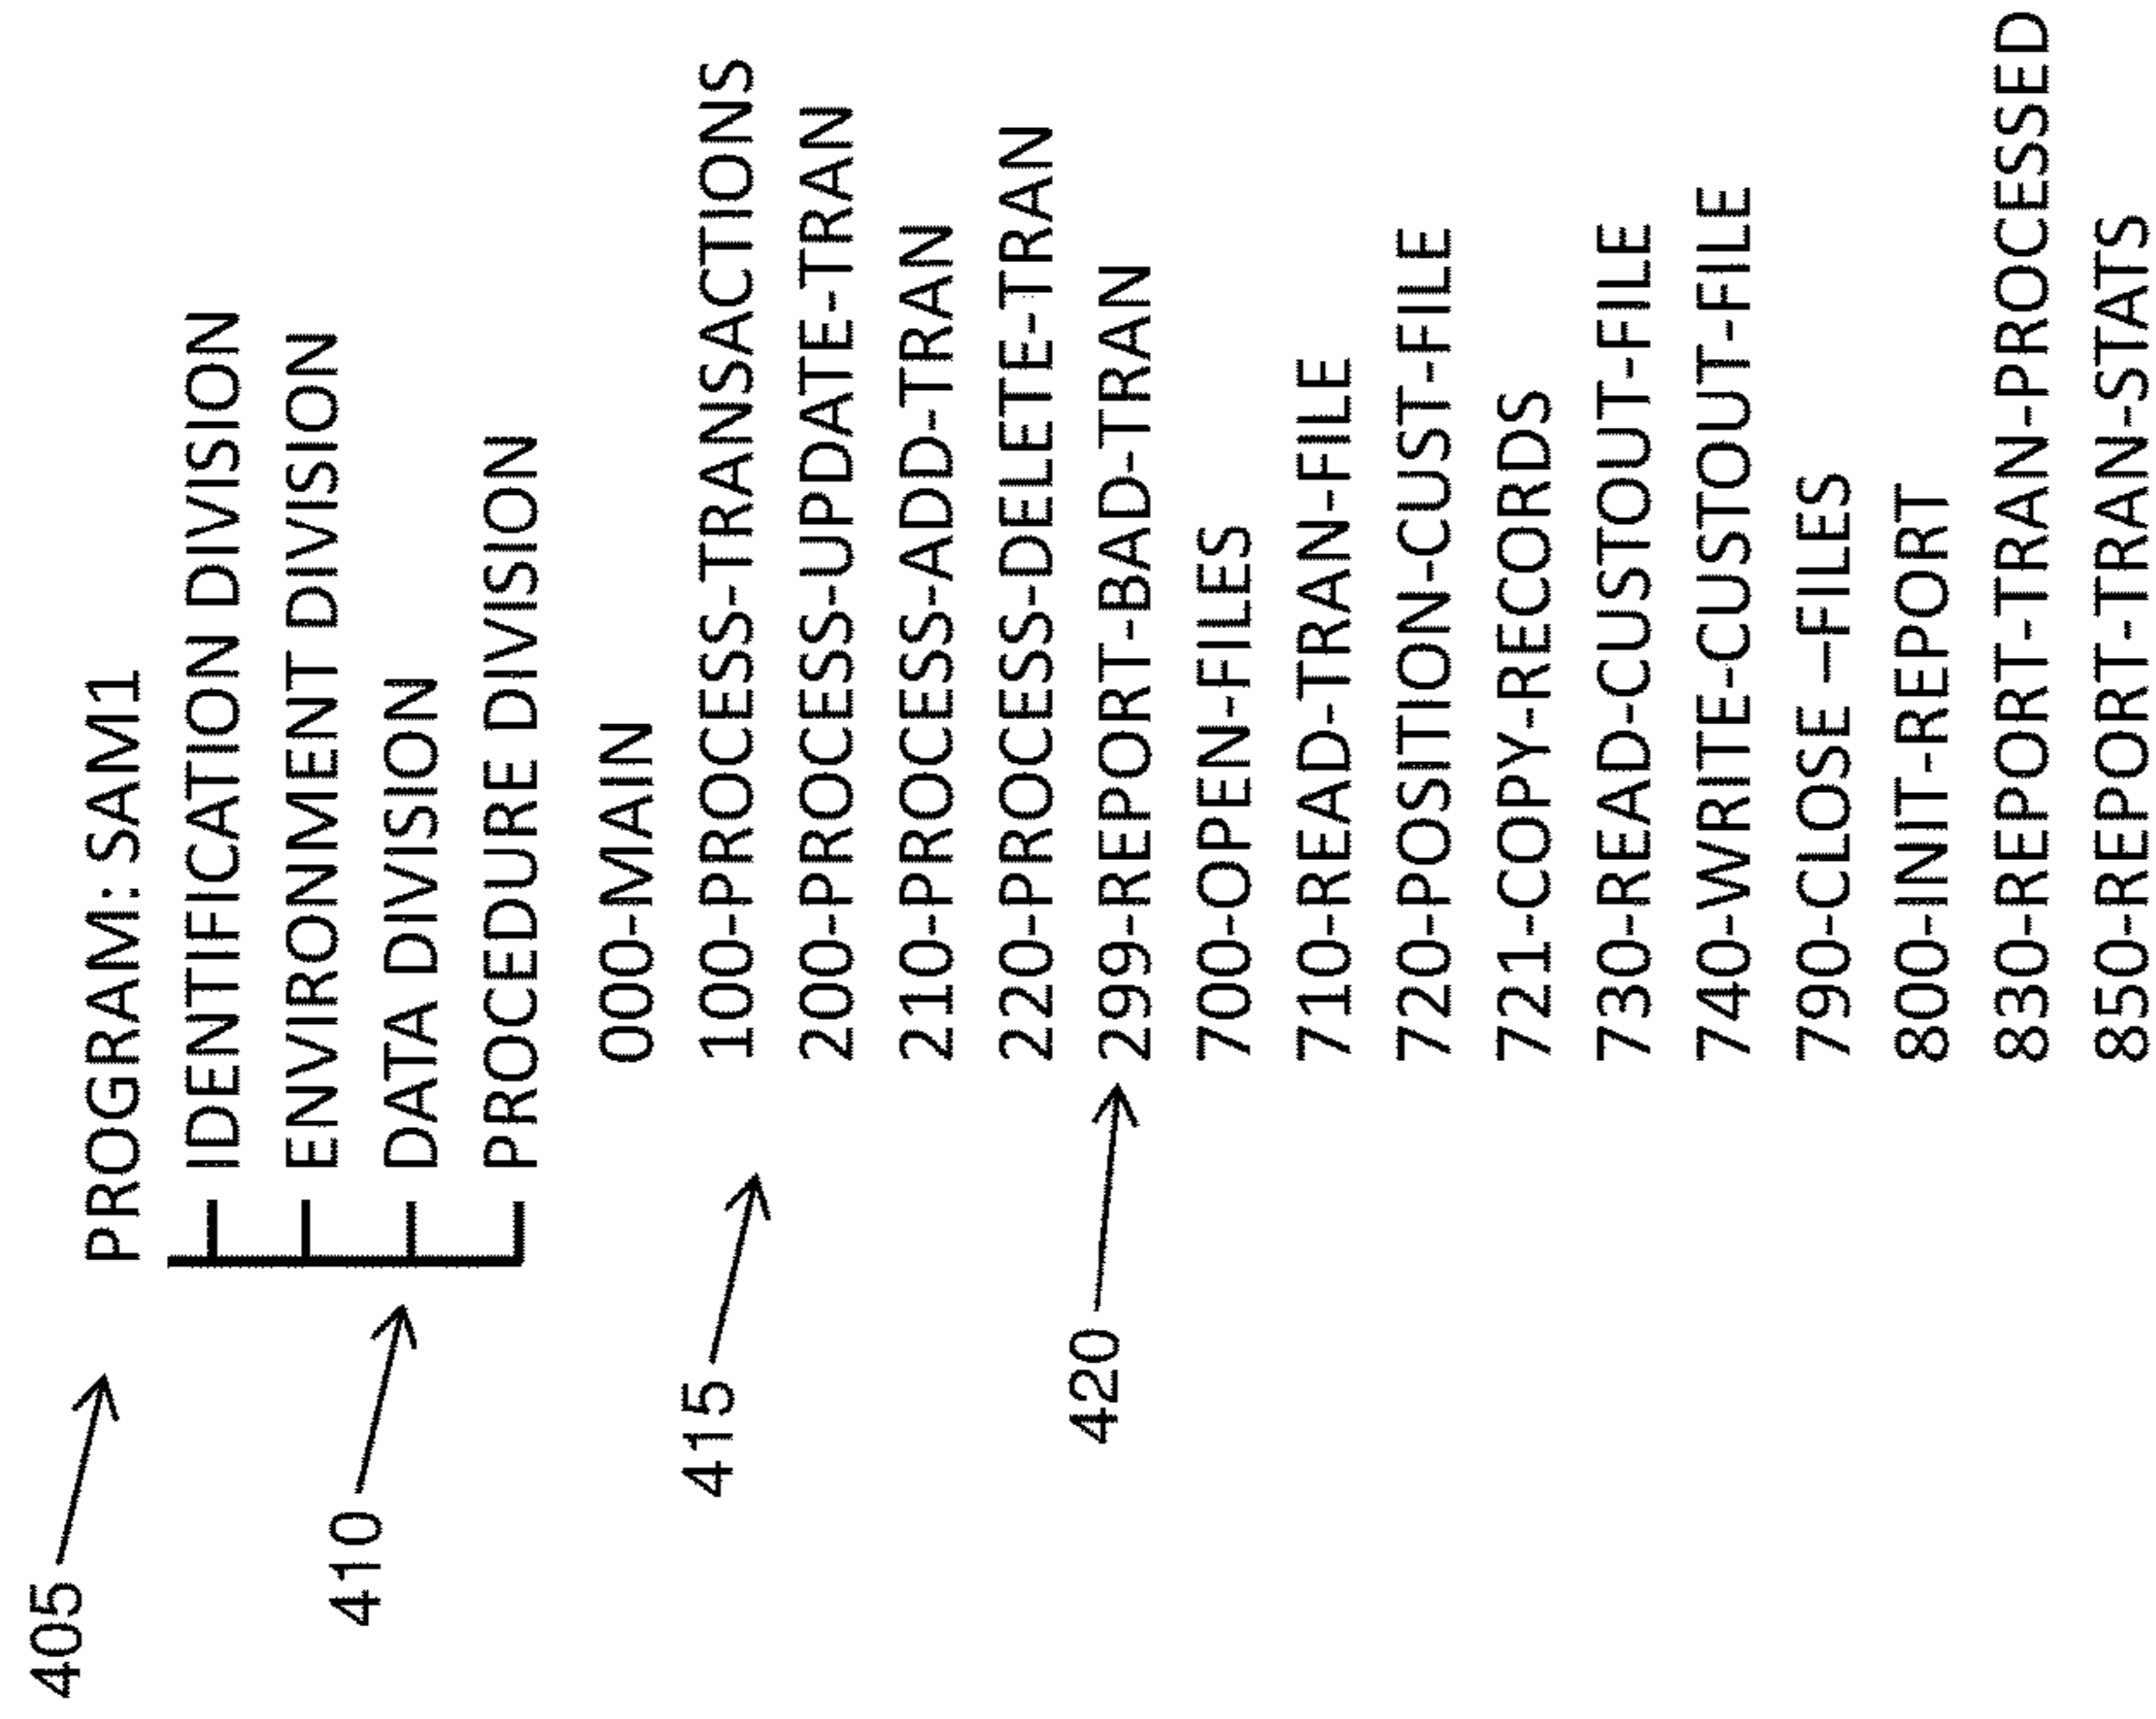 405
PROGRAM: SAM1
IDENTIFICATION DIVISION
ENVIRONMENT DIVISION
410
DATA DIVISION
PROCEDURE DIVISION
000-MAIN
415
100-PROCESS-TRANSACTIONS
200-PROCESS-UPDATE-TRAN
210-PROCESS-ADD-TRAN
220-PROCESS-DELETE-TRAN
420
299-REPORT-BAD-TRAN
700-OPEN-FILES
710-READ-TRAN-FILE
720-POSITION-CUST-FILE
721-COPY-RECORDS
730-READ-CUSTOUT-FILE
740-WRITE-CUSTOUT-FILE
790-CLOSE –FILES
800-INIT-REPORT
830-REPORT-TRAN-PROCESSED
850-REPORT-TRAN-STATS